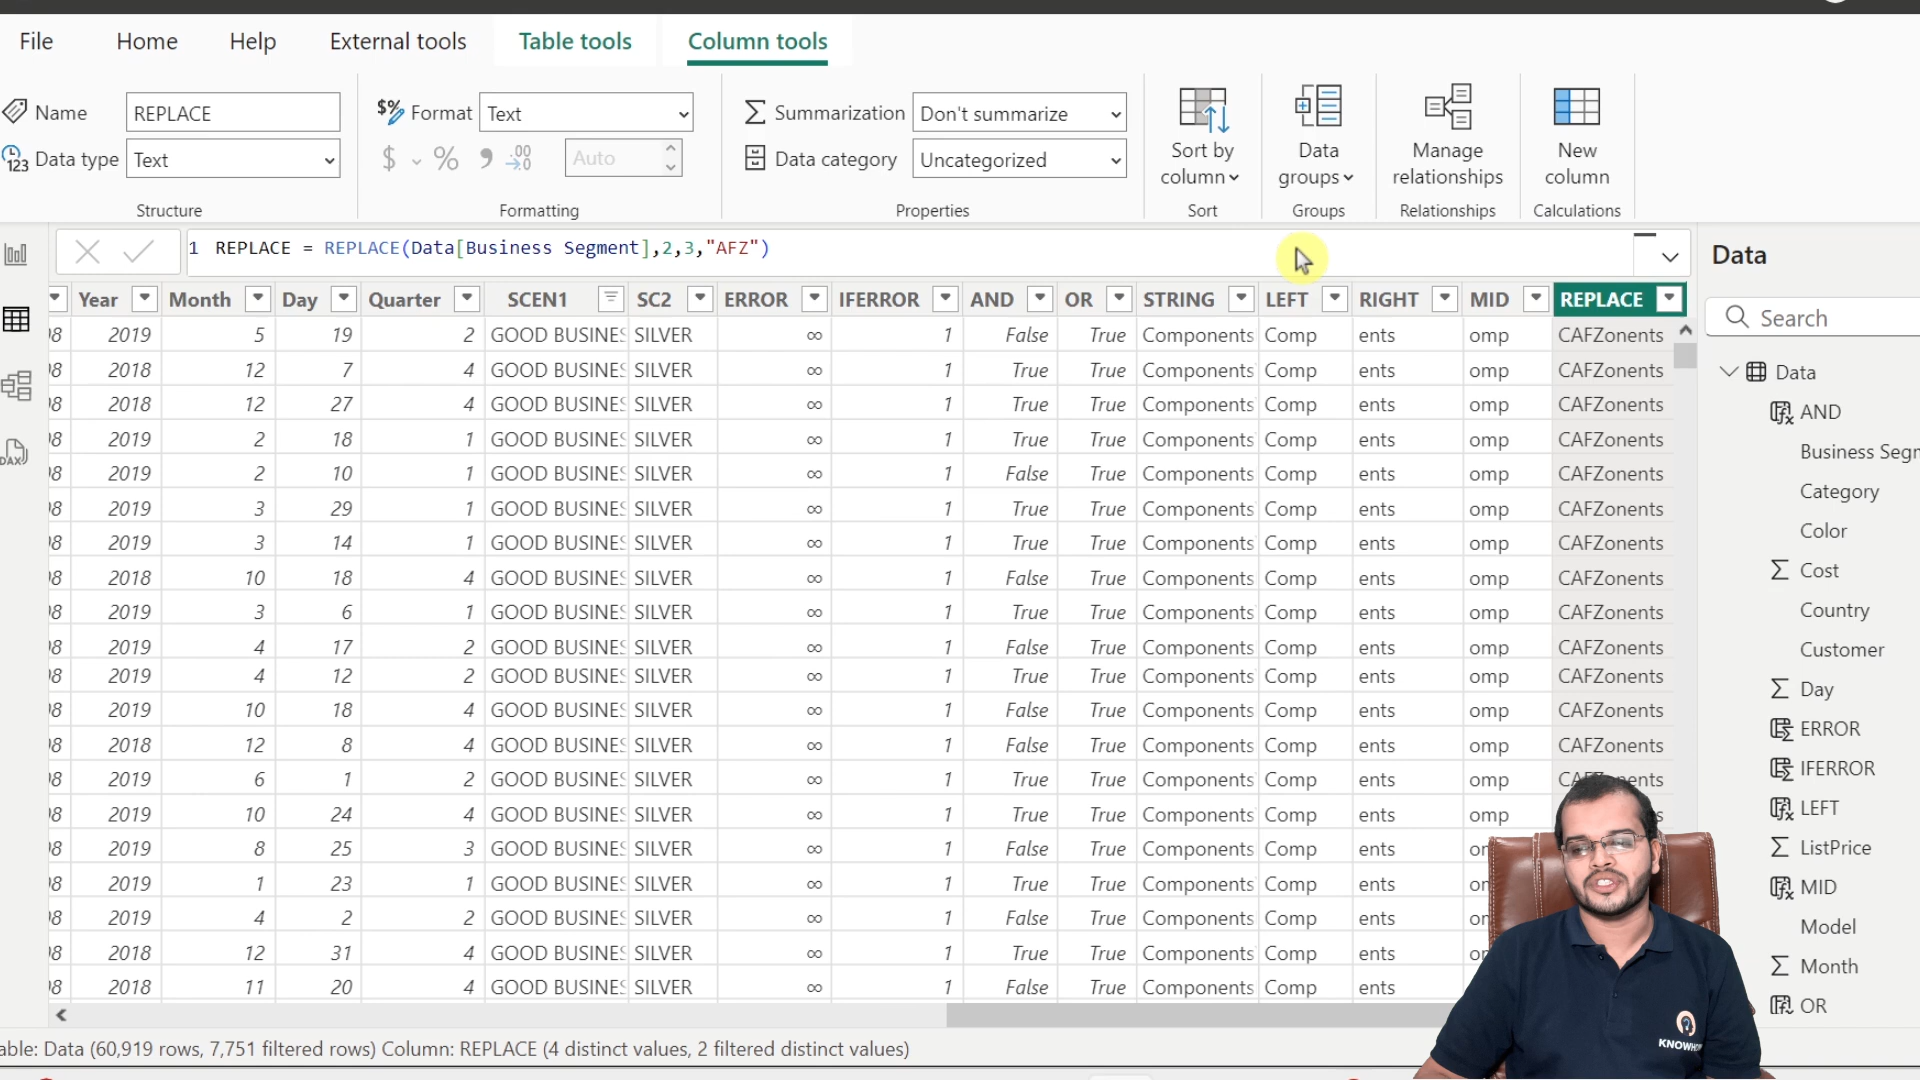 File Home Help External tools Table tools Column tools
Name REPLACE $% Format Text Summarization Don't summarize
Data type Text $ % .00 Auto Data category Uncategorized
Sort by column Data groups Manage relationships New column
Structure Formatting Properties Sort Groups Relationships Calculations
1 REPLACE = REPLACE(Data[Business Segment],2,3,"AFZ")
Year Month Day Quarter SCEN1 SC2 ERROR IFERROR AND OR STRING LEFT RIGHT MID REPLACE
2019 5 19 2 GOOD BUSINES SILVER ∞ 1 False True Components Comp ents omp CAFZonents
2018 12 7 4 GOOD BUSINES SILVER ∞ 1 True True Components Comp ents omp CAFZonents
2018 12 27 4 GOOD BUSINES SILVER ∞ 1 True True Components Comp ents omp CAFZonents
2019 2 18 1 GOOD BUSINES SILVER ∞ 1 True True Components Comp ents omp CAFZonents
2019 2 10 1 GOOD BUSINES SILVER ∞ 1 False True Components Comp ents omp CAFZonents
2019 3 29 1 GOOD BUSINES SILVER ∞ 1 True True Components Comp ents omp CAFZonents
2019 3 14 1 GOOD BUSINES SILVER ∞ 1 True True Components Comp ents omp CAFZonents
2018 10 18 4 GOOD BUSINES SILVER ∞ 1 False True Components Comp ents omp CAFZonents
2019 3 6 1 GOOD BUSINES SILVER ∞ 1 True True Components Comp ents omp CAFZonents
2019 4 17 2 GOOD BUSINES SILVER ∞ 1 False True Components Comp ents omp CAFZonents
2019 4 12 2 GOOD BUSINES SILVER ∞ 1 True True Components Comp ents omp CAFZonents
2019 10 18 4 GOOD BUSINES SILVER ∞ 1 False True Components Comp ents omp CAFZonents
2018 12 8 4 GOOD BUSINES SILVER ∞ 1 False True Components Comp ents omp CAFZonents
2019 6 1 2 GOOD BUSINES SILVER ∞ 1 True True Components Comp ents omp
2019 10 24 4 GOOD BUSINES SILVER ∞ 1 True True Components Comp ents omp
2019 8 25 3 GOOD BUSINES SILVER ∞ 1 False True Components Comp ents
2019 1 23 1 GOOD BUSINES SILVER ∞ 1 True True Components Comp ents
2019 4 2 2 GOOD BUSINES SILVER ∞ 1 False True Components Comp ents
2018 12 31 4 GOOD BUSINES SILVER ∞ 1 True True Components Comp ents
2018 11 20 4 GOOD BUSINES SILVER ∞ 1 False True Components Comp ents
able: Data (60,919 rows, 7,751 filtered rows) Column: REPLACE (4 distinct values, 2 filtered distinct values)
Data
Search
Data
AND
Business Segm
Category
Color
Cost
Country
Customer
Day
ERROR
IFERROR
LEFT
ListPrice
MID
Model
Month
OR
DAX